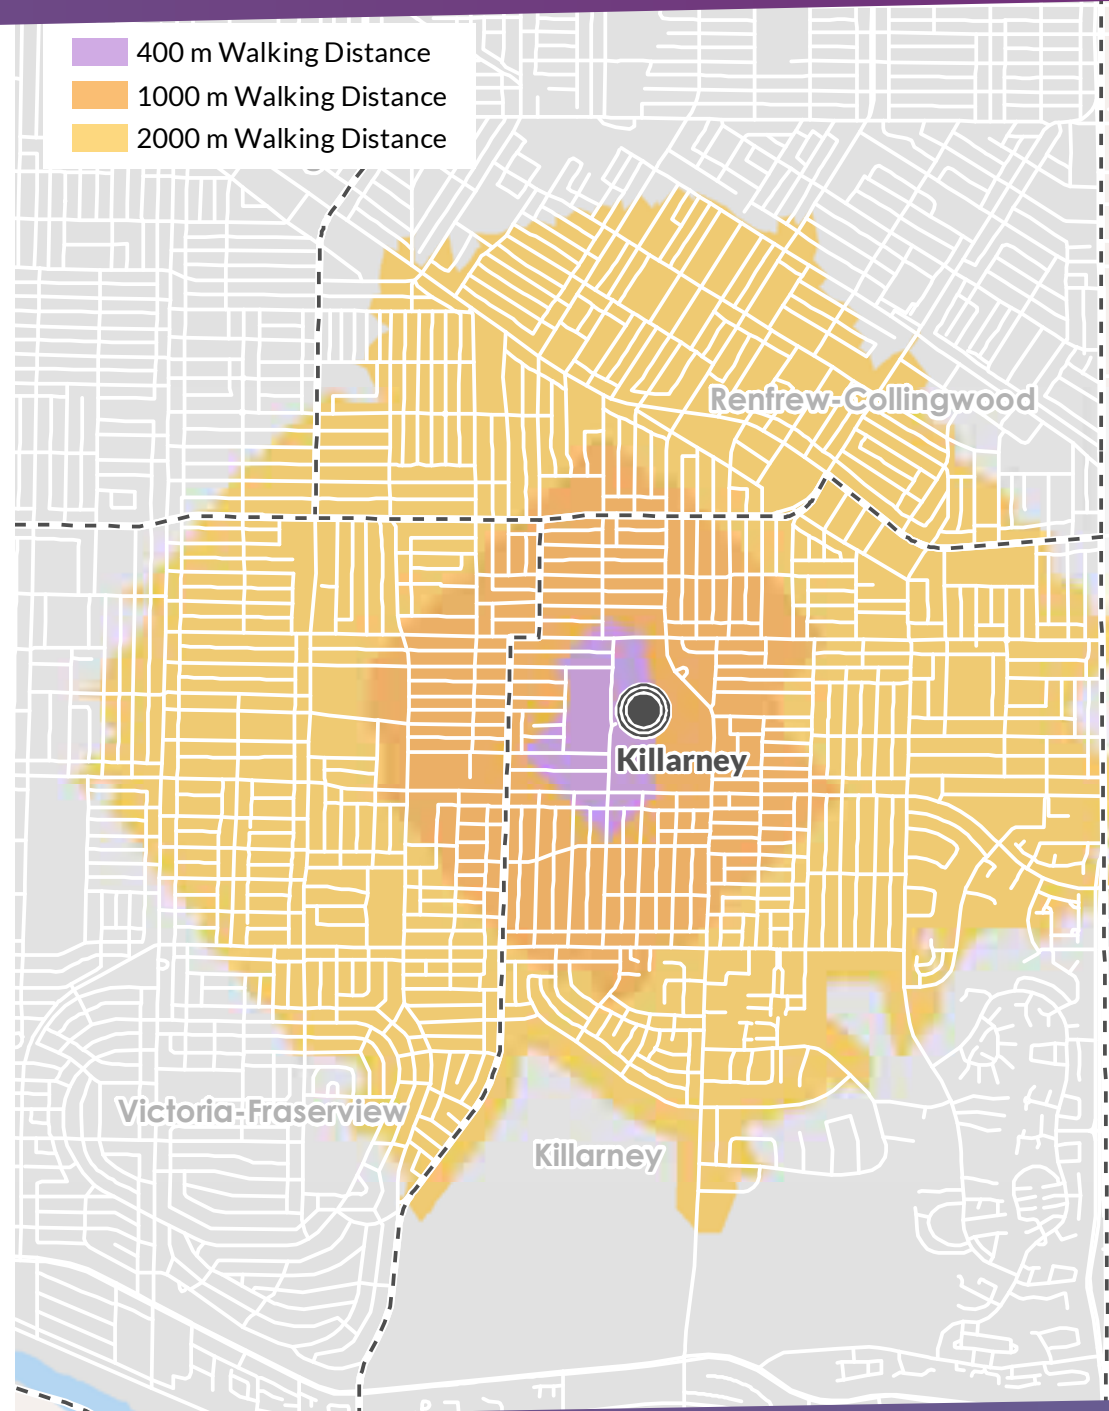 400 m Walking Distance
1000 m Walking Distance
2000 m Walking Distance
Renfrew-Collingwood
Killarney
Victoria-Fraserview
Killarney